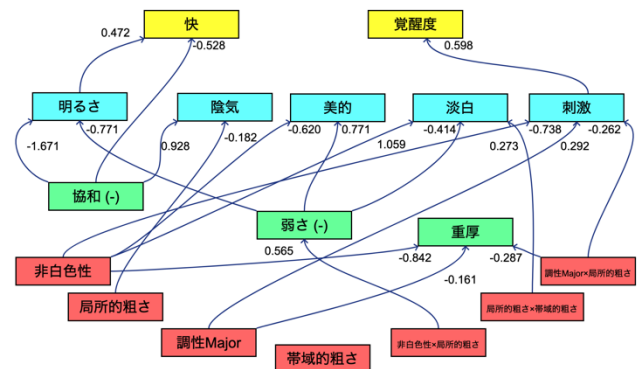 快
覚醒度
0.472
-0.528
0.598
明るさ
陰気
美的
淡白
刺激
-0.771
-0.182
-0.620
0.771
-0.414
-0.738
-0.262
-1.671
0.928
1.059
0.273
0.292
協和 (-)
弱さ (-)
重厚
0.565
-0.842
-0.287
非白色性
-0.161
調性Major×局所的粗さ
局所的粗さ
局所的粗さ×帯域的粗さ
調性Major
非白色性×局所的粗さ
帯域的粗さ